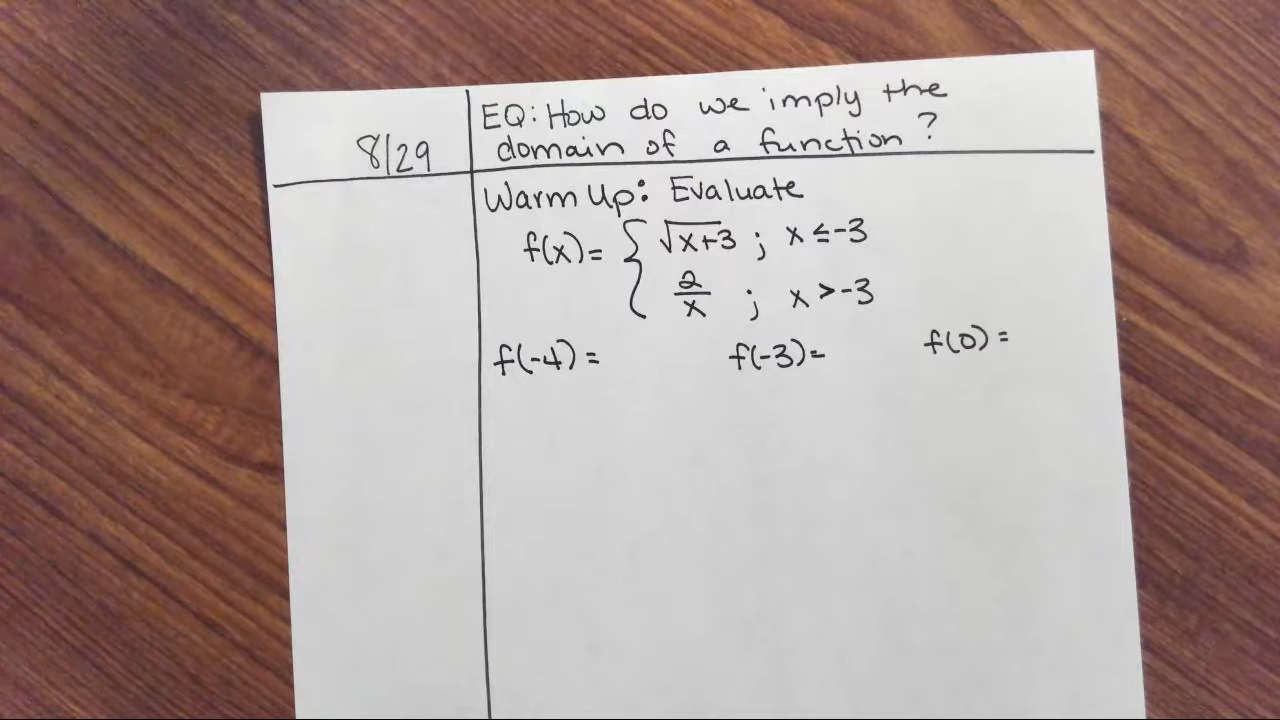 8/29
EQ: How do we imply the
domain of a function?
Warm Up: Evaluate
f(x)= { √x+3 ; x ≤ -3
2/x ; x > -3
f(-4) = f(-3)= f(0) =